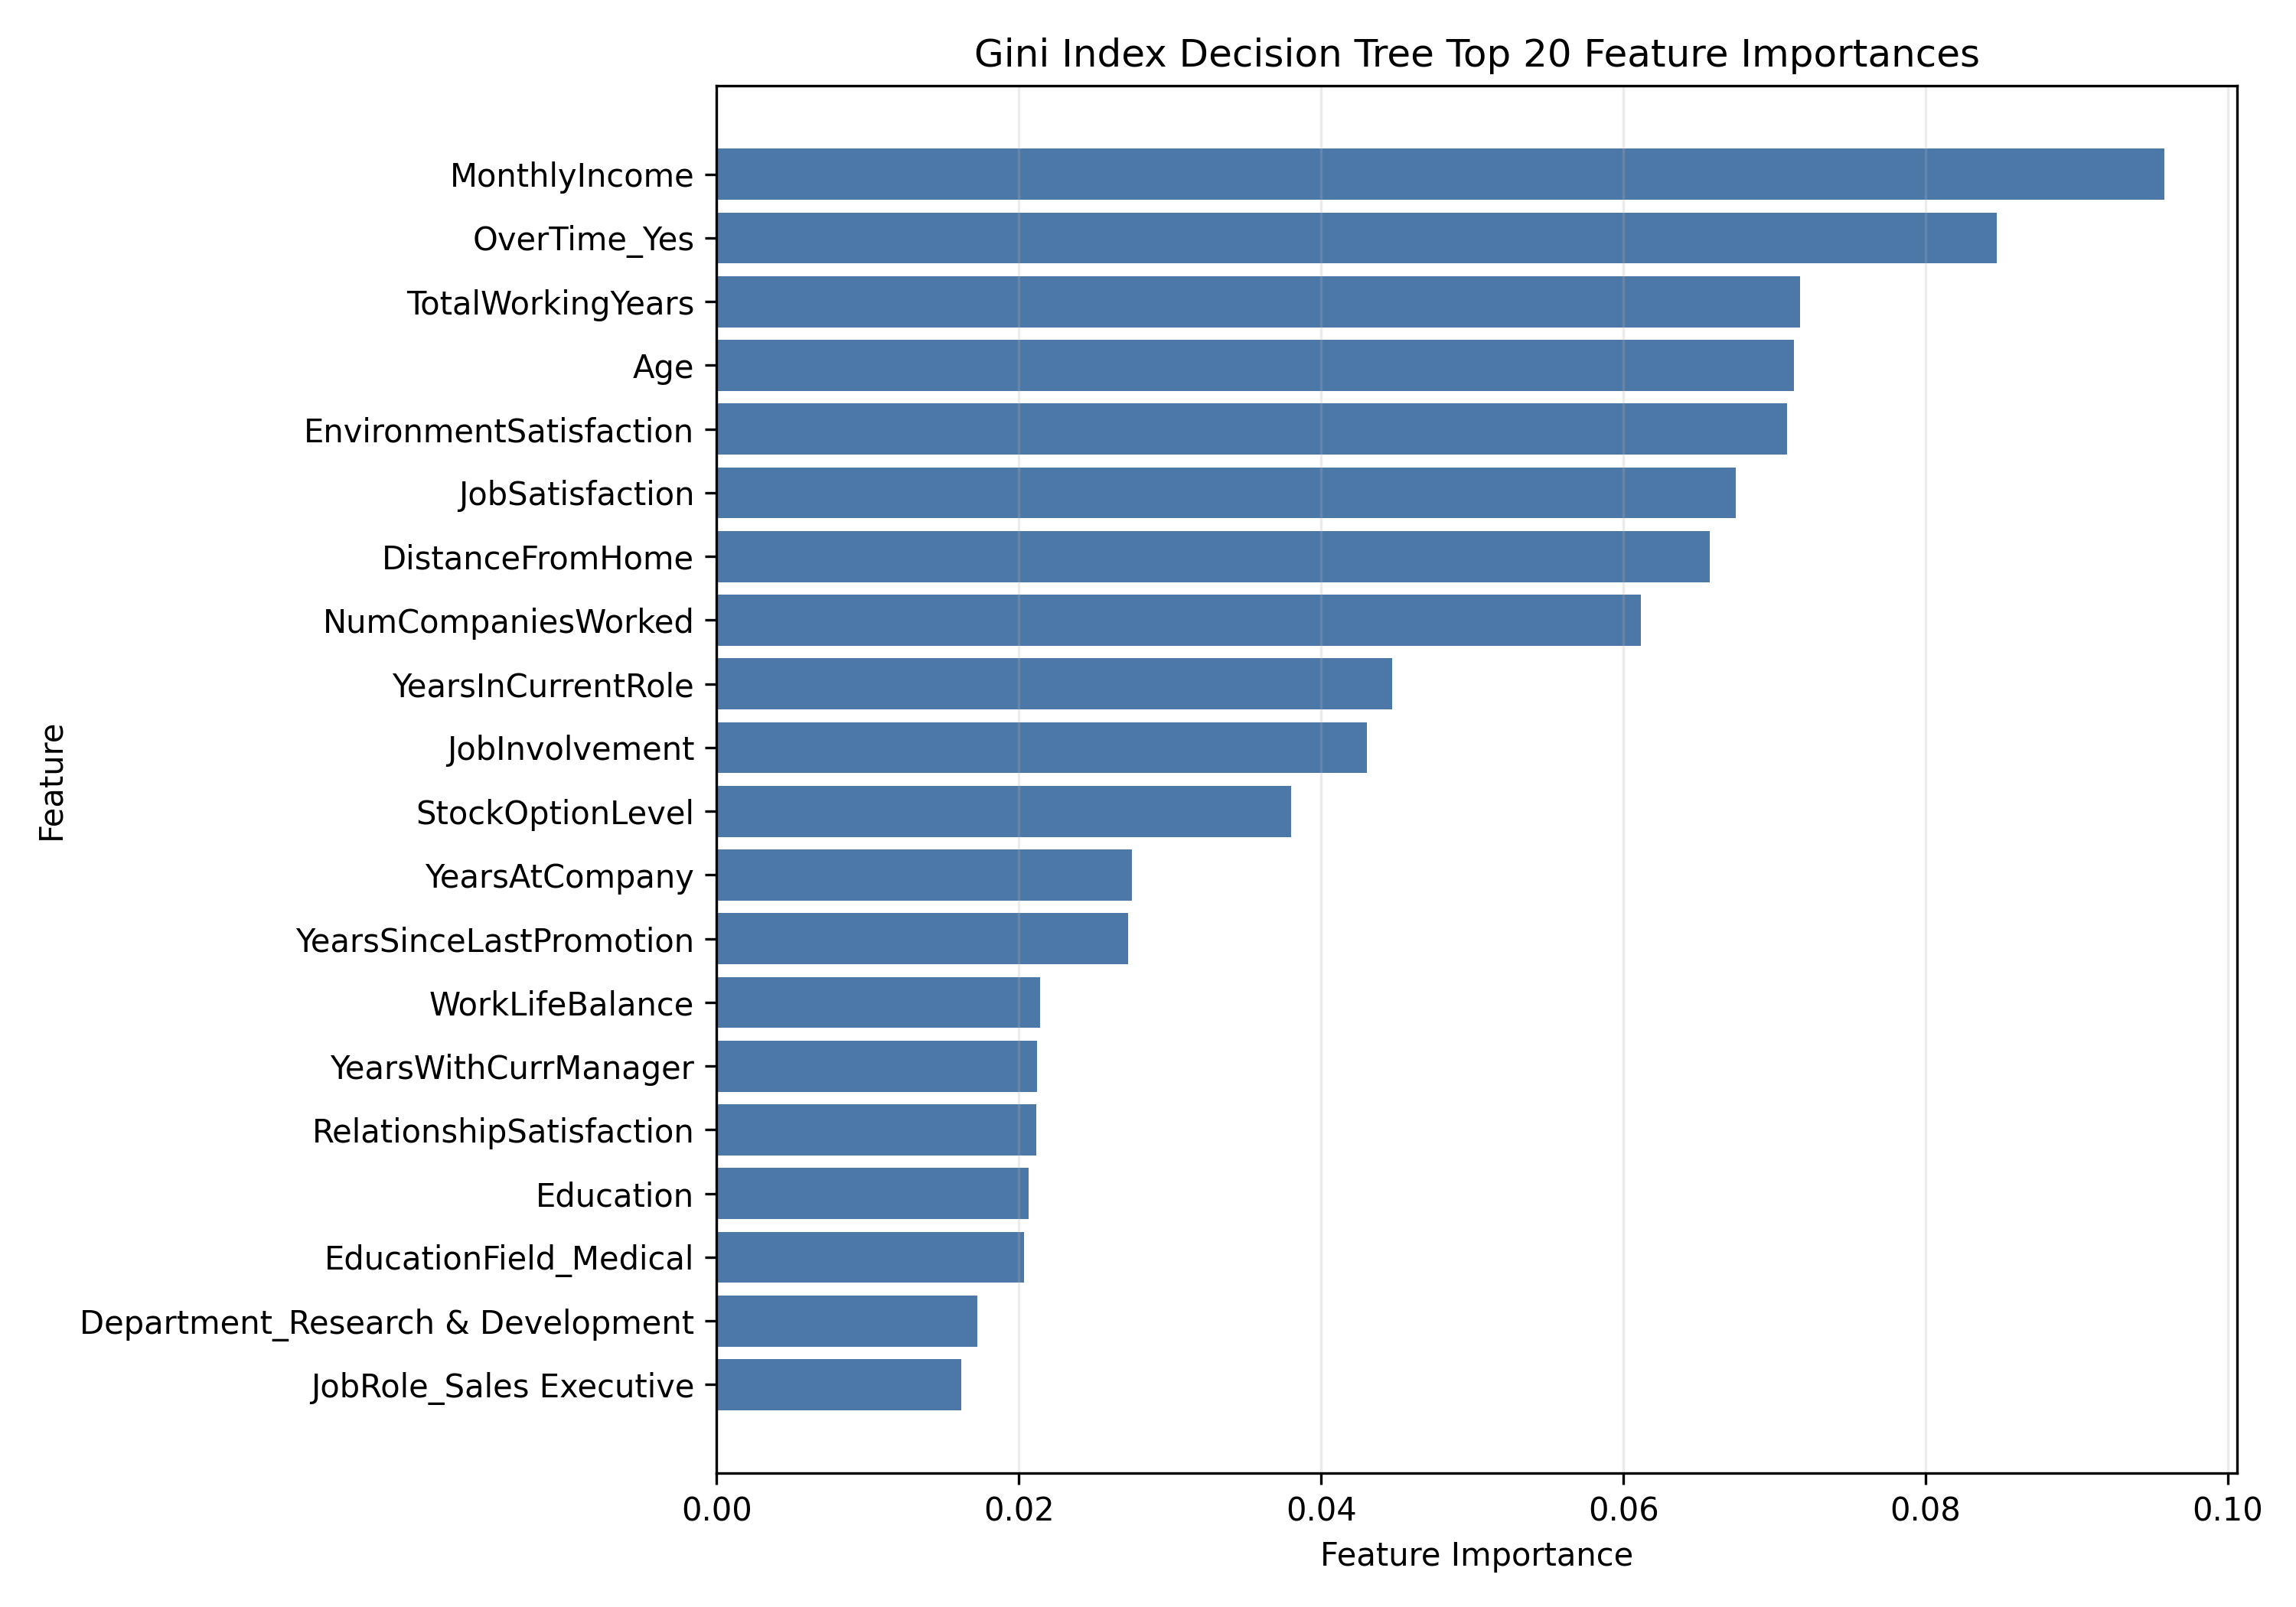 Gini Index Decision Tree Top 20 Feature Importances
MonthlyIncome
OverTime_Yes
TotalWorkingYears
Age
EnvironmentSatisfaction
JobSatisfaction
DistanceFromHome
NumCompaniesWorked
YearsInCurrentRole
JobInvolvement
StockOptionLevel
YearsAtCompany
YearsSinceLastPromotion
WorkLifeBalance
YearsWithCurrManager
RelationshipSatisfaction
Education
EducationField_Medical
Department_Research & Development
JobRole_Sales Executive
Feature
0.00 0.02 0.04 0.06 0.08 0.10
Feature Importance